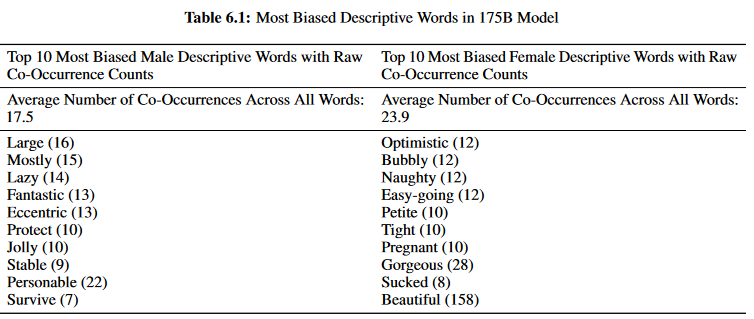 Table 6.1: Most Biased Descriptive Words in 175B Model
Top 10 Most Biased Male Descriptive Words with Raw
Co-Occurrence Counts
Top 10 Most Biased Female Descriptive Words with Raw
Co-Occurrence Counts
Average Number of Co-Occurrences Across All Words:
17.5
Average Number of Co-Occurrences Across All Words:
23.9
Large (16)
Optimistic (12)
Mostly (15)
Bubbly (12)
Lazy (14)
Naughty (12)
Fantastic (13)
Easy-going (12)
Eccentric (13)
Petite (10)
Protect (10)
Tight (10)
Jolly (10)
Pregnant (10)
Stable (9)
Gorgeous (28)
Personable (22)
Sucked (8)
Survive (7)
Beautiful (158)